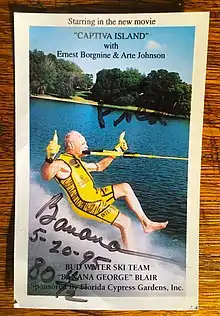 Starring in the new movie
"CAPTIVA ISLAND"
with
Ernest Borgnine & Arte Johnson
Banana
5-20-95
BUD WATER SKI TEAM
"BANANA GEORGE" BLAIR
Sponsored By Florida Cypress Gardens, Inc.